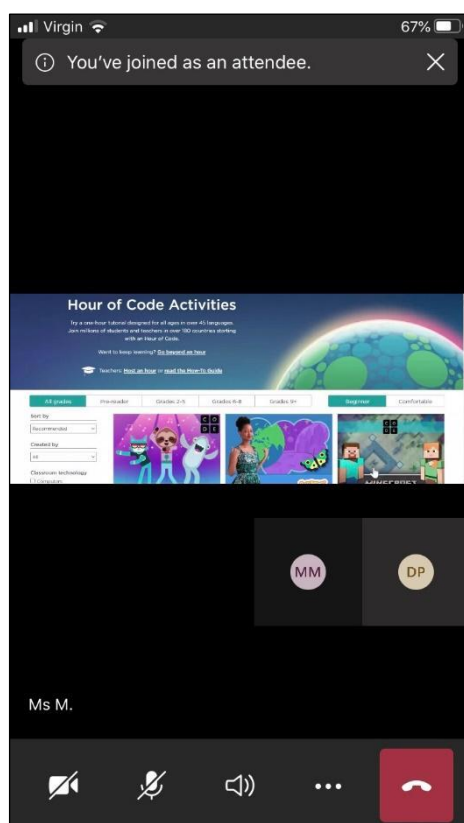 Virgin 67%
You've joined as an attendee.
Hour of Code Activities
Try a one-hour tutorial designed for all ages in over 45 languages.
Join millions of students and teachers in over 180 countries starting
with an Hour of Code.
Want to keep learning? Go beyond an hour
Teachers: Host an hour or read the How-To Guide
All grades Pre-reader Grades 2-5 Grades 6-8 Grades 9+ Beginner Comfortable
Sort by
Recommended
Created by
All
Classroom technology
Computers
CODE
CODE
MINECRAFT
MM DP
Ms M.